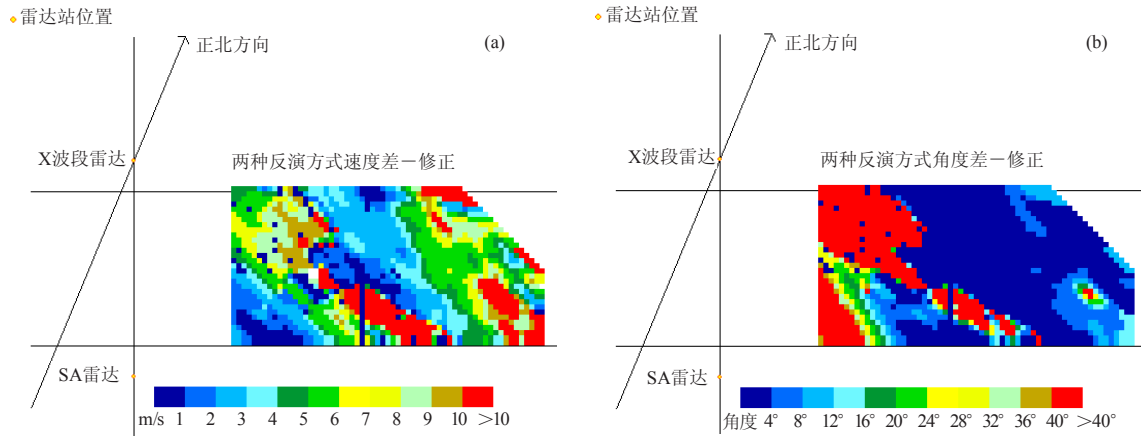 雷达站位置
正北方向
(a)
X波段雷达
两种反演方式速度差－修正
SA雷达
m/s 1 2 3 4 5 6 7 8 9 10 ＞10
雷达站位置
正北方向
(b)
X波段雷达
两种反演方式角度差－修正
SA雷达
角度 4° 8° 12° 16° 20° 24° 28° 32° 36° 40° ＞40°